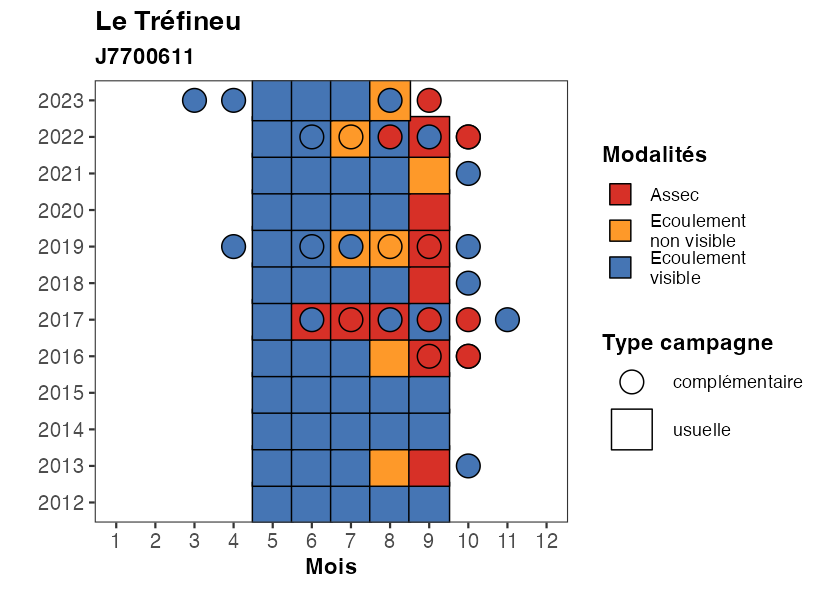 Le Tréfineu
J7700611
2023
2022
2021
2020
2019
2018
2017
2016
2015
2014
2013
2012
1 2 3 4 5 6 7 8 9 10 11 12
Mois
Modalités
Assec
Ecoulement
non visible
Ecoulement
visible
Type campagne
complémentaire
usuelle